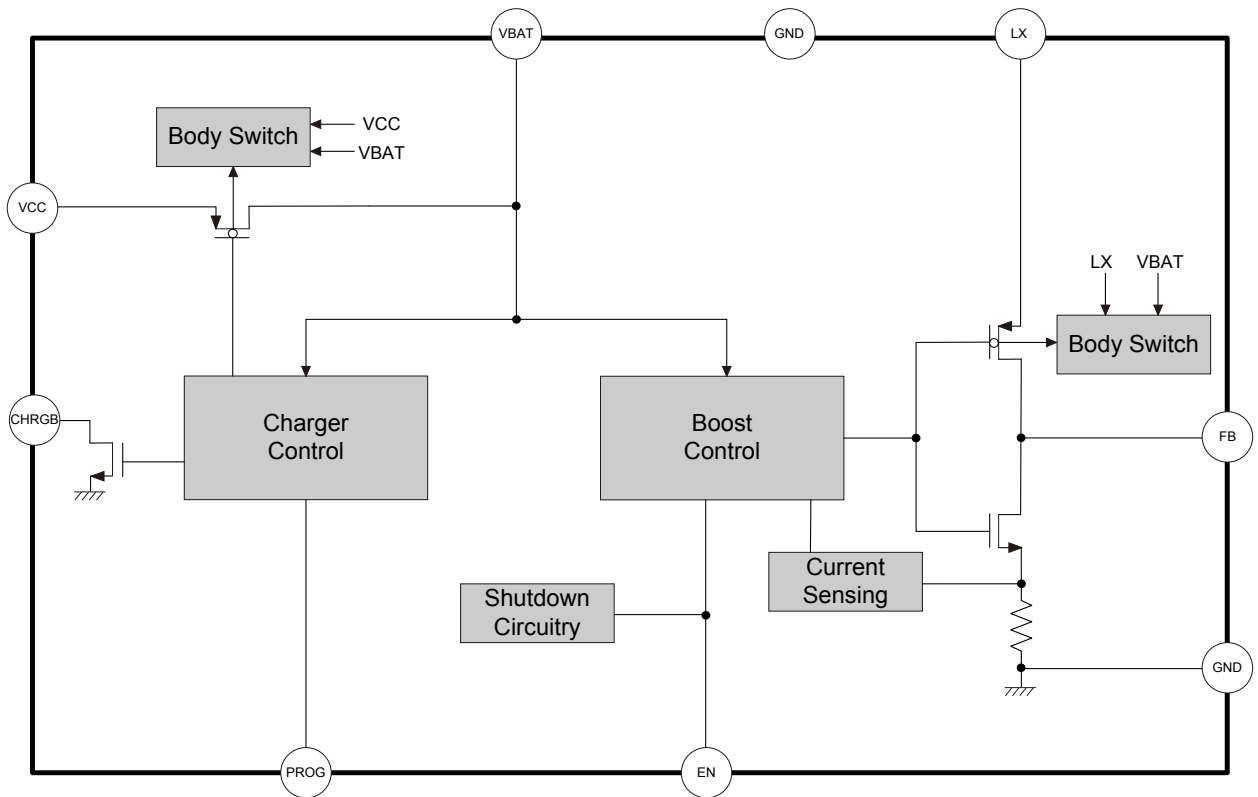 VBAT
GND
LX
Body Switch
VCC
VBAT
VCC
LX
VBAT
Body Switch
CHRGB
Charger
Control
Boost
Control
FB
Current
Sensing
Shutdown
Circuitry
GND
PROG
EN